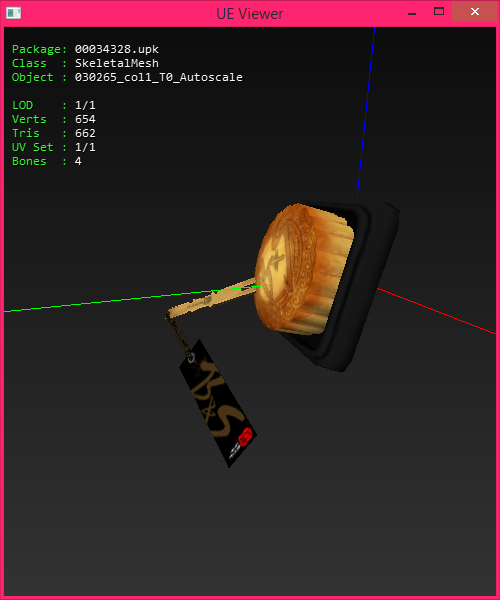 UE Viewer
Package: 00034328.upk
Class : SkeletalMesh
Object : 030265_col1_T0_Autoscale
LOD : 1/1
Verts : 654
Tris : 662
UV Set : 1/1
Bones : 4
B&S